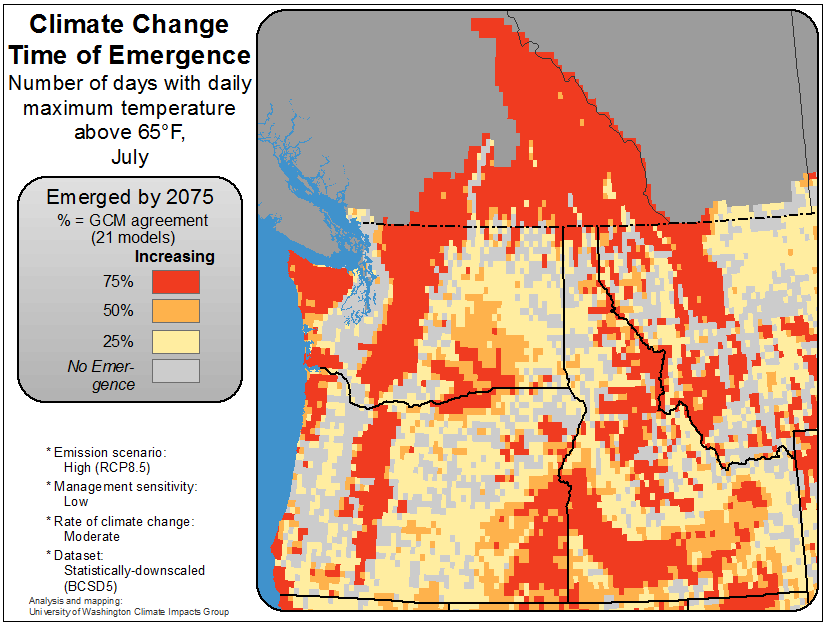 Climate Change
Time of Emergence
Number of days with daily
maximum temperature
above 65°F,
July
Emerged by 2075
% = GCM agreement
(21 models)
Increasing
75%
50%
25%
No Emer-
gence
* Emission scenario:
High (RCP8.5)
* Management sensitivity:
Low
* Rate of climate change:
Moderate
* Dataset:
Statistically-downscaled
(BCSD5)
Analysis and mapping:
University of Washington Climate Impacts Group